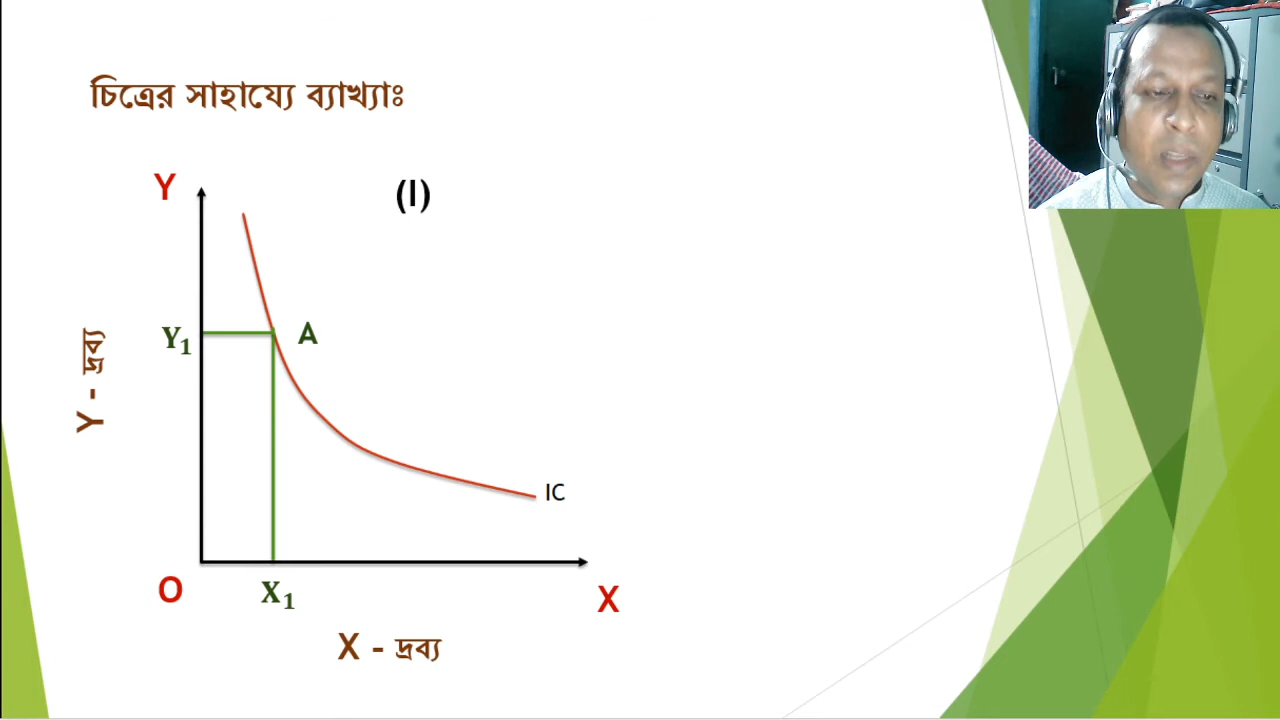 চিত্রের সাহায্যে ব্যাখ্যাঃ
Y
(I)
Y1
A
Y - দ্রব্য
IC
O
X1
X
X - দ্রব্য